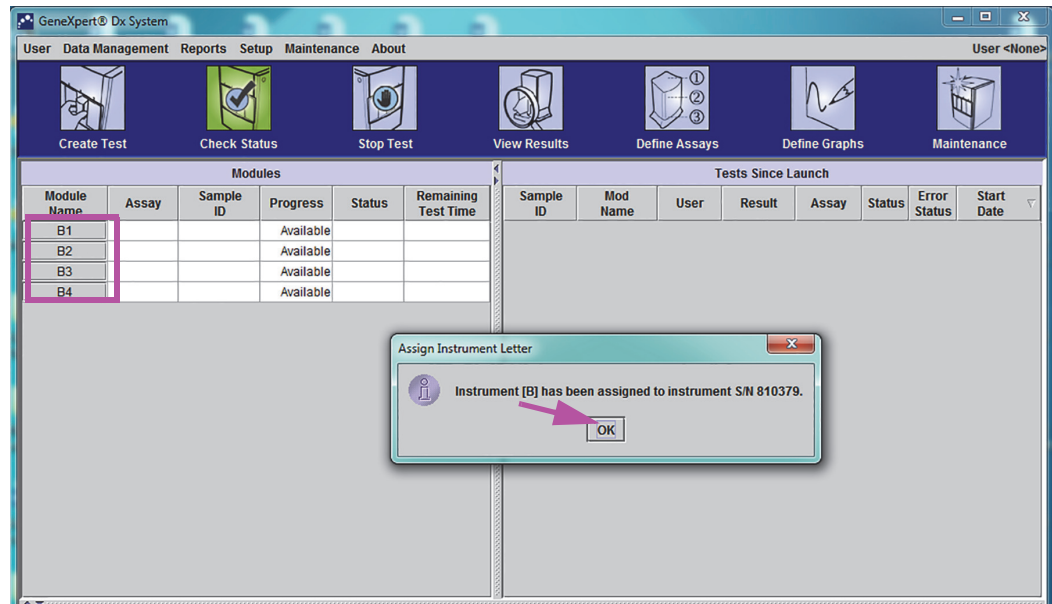 GeneXpert® Dx System
User Data Management Reports Setup Maintenance About User <None>
① ② ③
Create Test Check Status Stop Test View Results Define Assays Define Graphs Maintenance
Modules Tests Since Launch
Module Name Assay Sample ID Progress Status Remaining Test Time Sample ID Mod Name User Result Assay Status Error Status Start Date
B1 Available
B2 Available
B3 Available
B4 Available
Assign Instrument Letter
Instrument [B] has been assigned to instrument S/N 810379.
OK